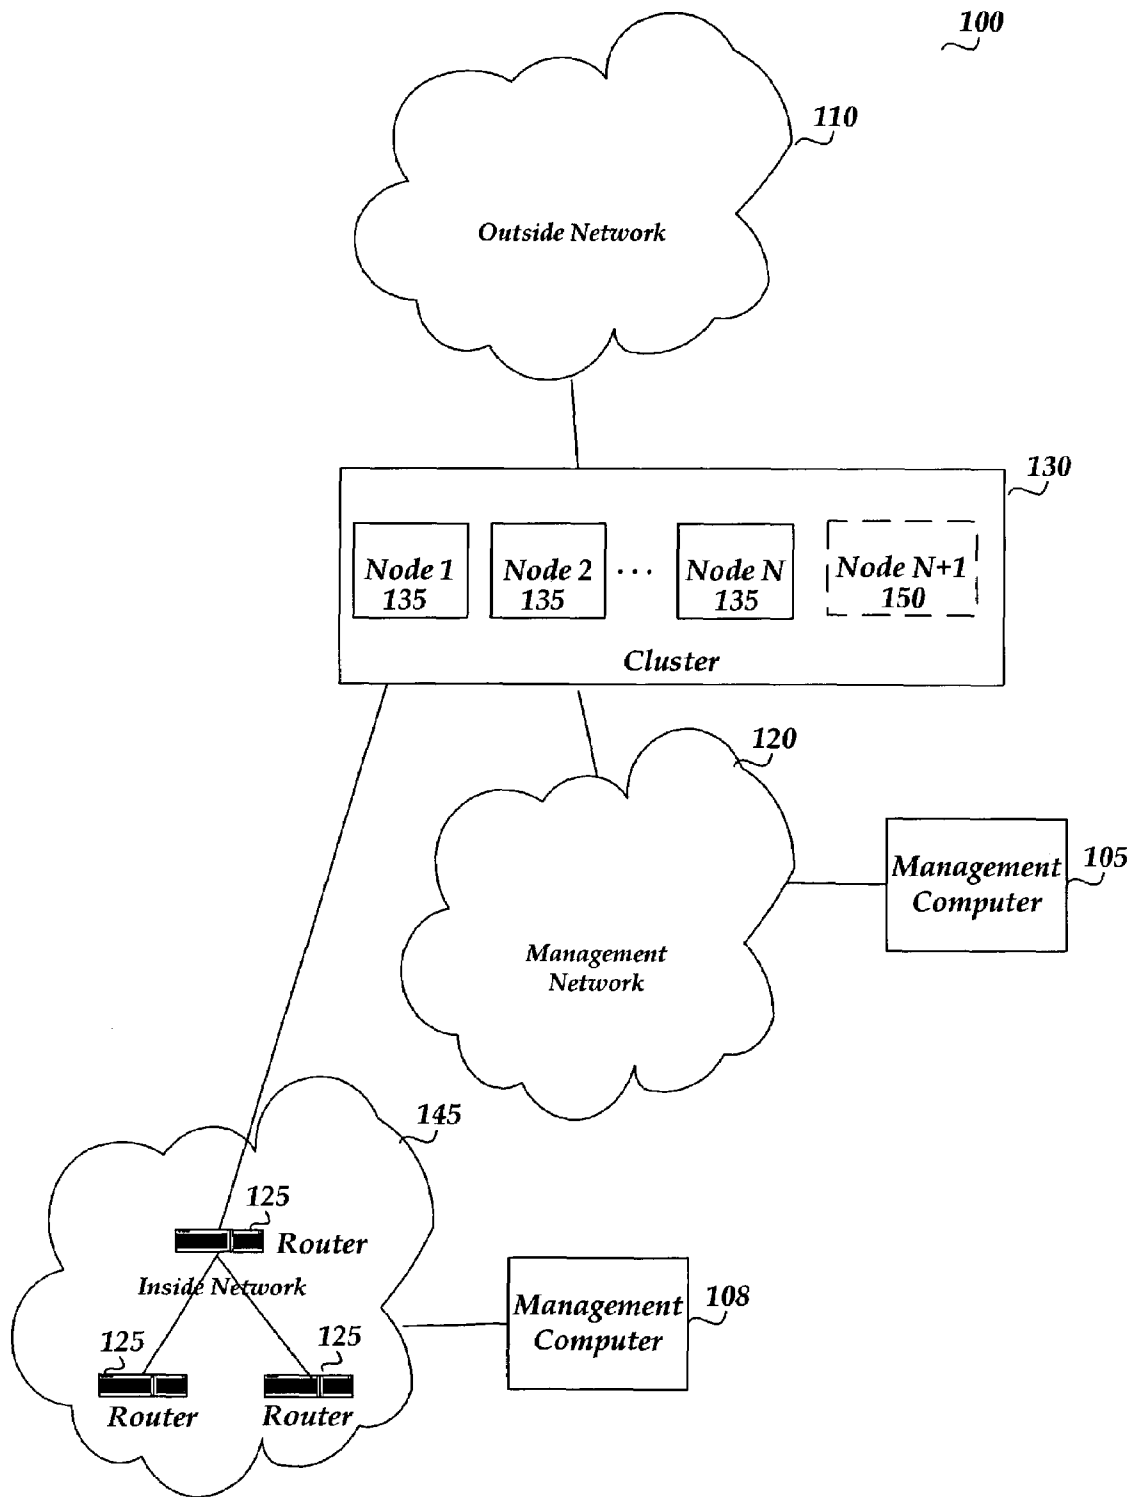 100
110
Outside Network
130
Node 1
135
Node 2
135
...
Node N
135
Node N+1
150
Cluster
120
Management
Computer
105
Management
Network
145
125
Router
Inside Network
Management
Computer
108
125
Router
125
Router